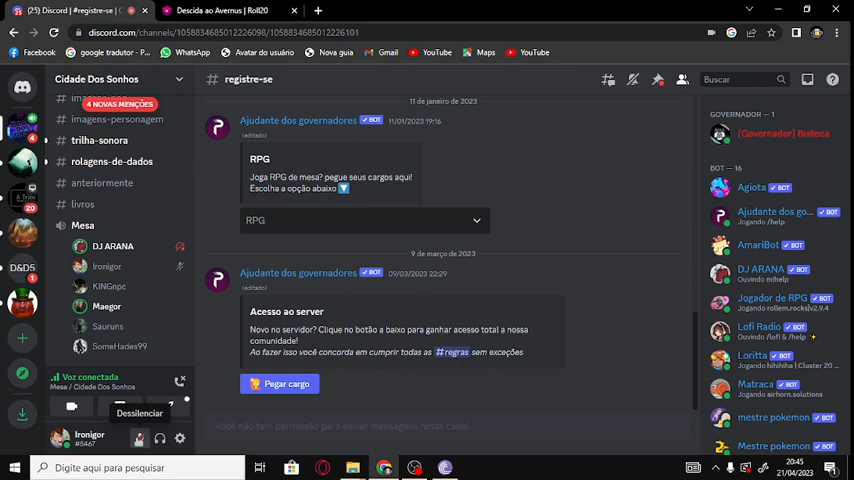 (25) Discord | #registre-se | C
Descida ao Avernus | Roll20
discord.com/channels/1058834685012226098/1058834685012226101
Facebook
google tradutor - P...
WhatsApp
Avatar do usuário
Nova guia
Gmail
YouTube
Maps
YouTube
Cidade Dos Sonhos
4 NOVAS MENÇÕES
imagens-personagem
trilha-sonora
rolagens-de-dados
anteriormente
livros
Mesa
DJ ARANA
Ironigor
KINGnpc
Maegor
Sauruns
SomeHades99
4
20
D&D5
1
Voz conectada
Mesa / Cidade Dos Sonhos
Dessilenciar
Ironigor
#5467
registre-se
Buscar
11 de janeiro de 2023
Ajudante dos governadores BOT 11/01/2023 19:16
(editado)
RPG
Joga RPG de mesa? pegue seus cargos aqui!
Escolha a opção abaixo
RPG
9 de março de 2023
Ajudante dos governadores BOT 09/03/2023 22:29
(editado)
Acesso ao server
Novo no servidor? Clique no botão a baixo para ganhar acesso total a nossa
comunidade!
Ao fazer isso você concorda em cumprir todas as #regras sem exceções
Pegar cargo
Você não tem permissão para enviar mensagens neste canal.
GOVERNADOR — 1
[Governador] Bisteca
BOT — 16
Agiota BOT
Ajudante dos go... BOT
Jogando /help
AmariBot BOT
DJ ARANA BOT
Ouvindo m!help
Jogador de RPG BOT
Jogando rollem.rocks|v2.9.4
Lofi Radio BOT
Ouvindo /lofi & /help
Loritta BOT
Jogando hihihiha | Cluster 20
Matraca BOT
Jogando airhorn.solutions
mestre pokemon BOT
Mestre pokemon BOT
Digite aqui para pesquisar
20:45
21/04/2023
1